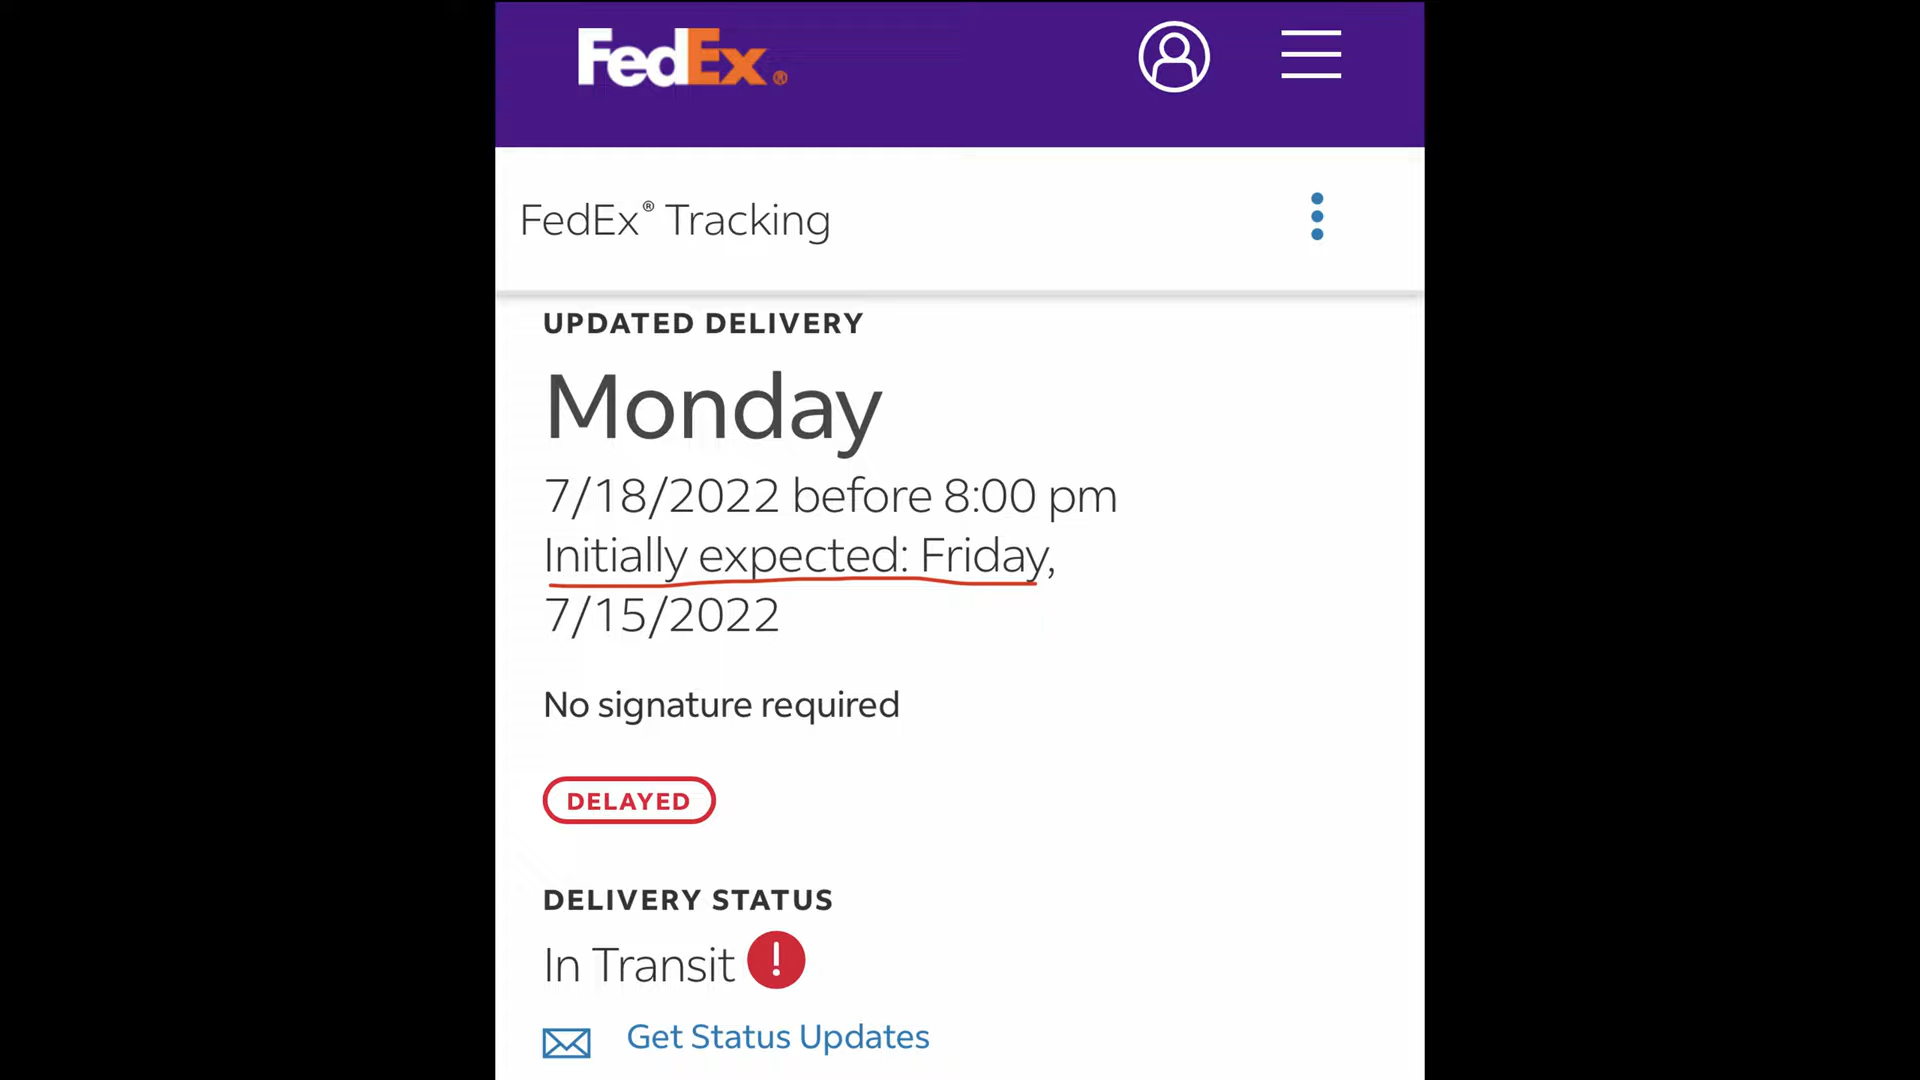 FedEx®
FedEx® Tracking
UPDATED DELIVERY
Monday
7/18/2022 before 8:00 pm
Initially expected: Friday,
7/15/2022
No signature required
DELAYED
DELIVERY STATUS
In Transit !
Get Status Updates